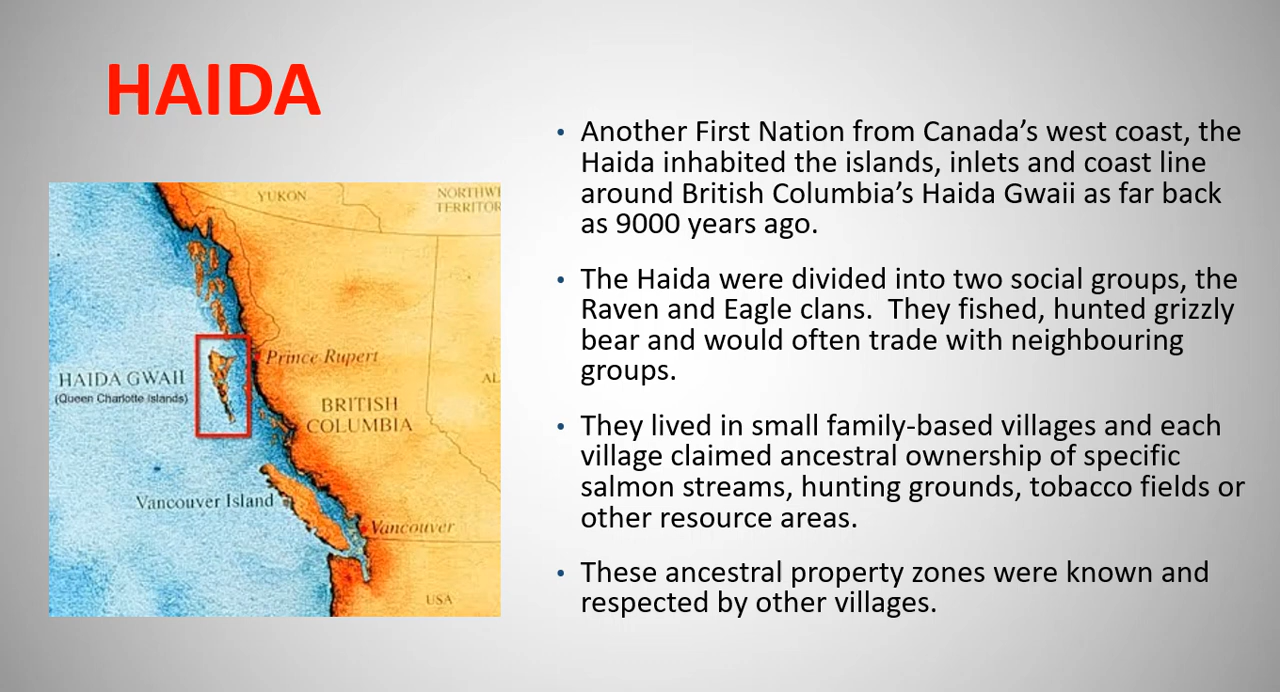 HAIDA
YUKON
NORTHWE
TERRITOR
Prince Rupert
HAIDA GWAII
(Queen Charlotte Islands)
AL
BRITISH
COLUMBIA
Vancouver Island
Vancouver
USA
• Another First Nation from Canada’s west coast, the
Haida inhabited the islands, inlets and coast line
around British Columbia’s Haida Gwaii as far back
as 9000 years ago.
• The Haida were divided into two social groups, the
Raven and Eagle clans.  They fished, hunted grizzly
bear and would often trade with neighbouring
groups.
• They lived in small family-based villages and each
village claimed ancestral ownership of specific
salmon streams, hunting grounds, tobacco fields or
other resource areas.
• These ancestral property zones were known and
respected by other villages.